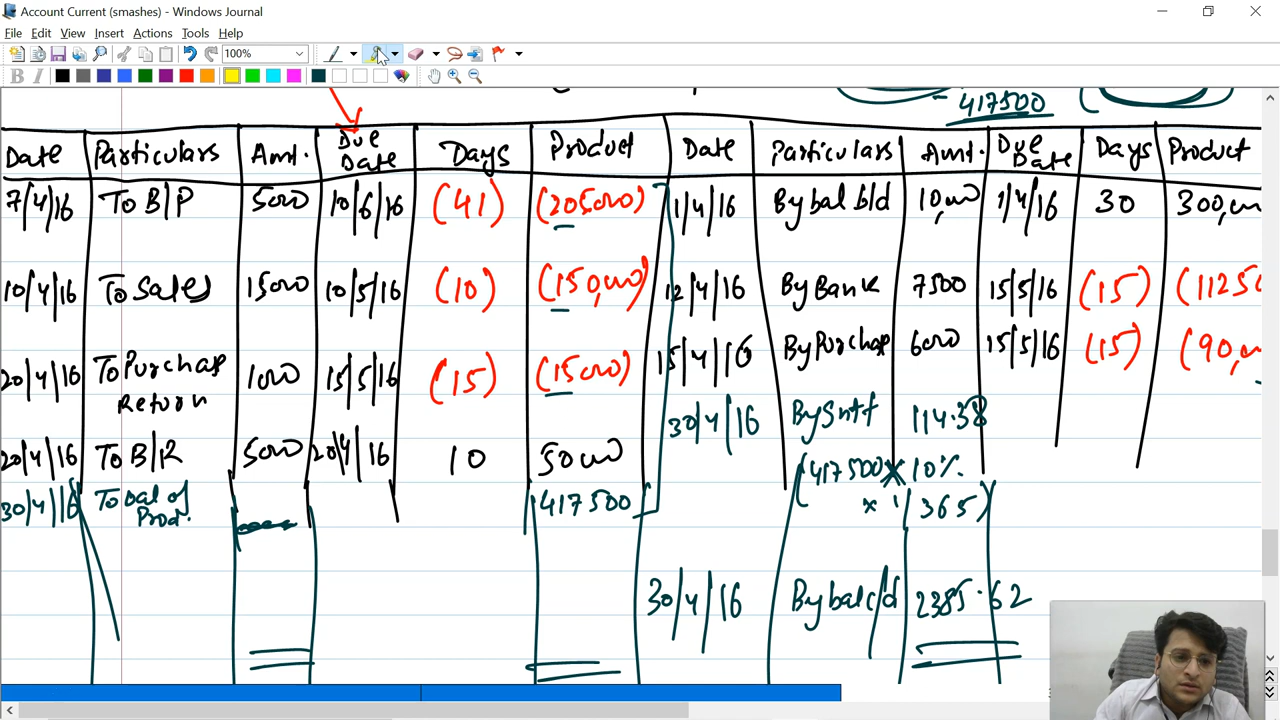 Account Current (smashes) - Windows Journal
File Edit View Insert Actions Tools Help
100%
B I
417500
Date Particulars Amt. Due Date Days Product Date Particulars Amt. Due Date Days Product
7/4/16 To B/P 5000 10/6/16 (41) (205000) 1/4/16 By bal b/d 10,000 1/4/16 30 300,000
10/4/16 To Sales 15000 10/5/16 (10) (150,000) 12/4/16 By Bank 7500 15/5/16 (15) (11250
20/4/16 To Purchas Return 1000 15/5/16 (15) (15000) 15/4/16 By Purchas 6000 15/5/16 (15) (90,00
30/4/16 By Intt 114.38
20/4/16 To B/R 5000 20/4/16 10 50000 (417500 X 10%
30/4/16 To Bal of Prod. 417500 x 1/365)
30/4/16 By bal c/d 2385.62